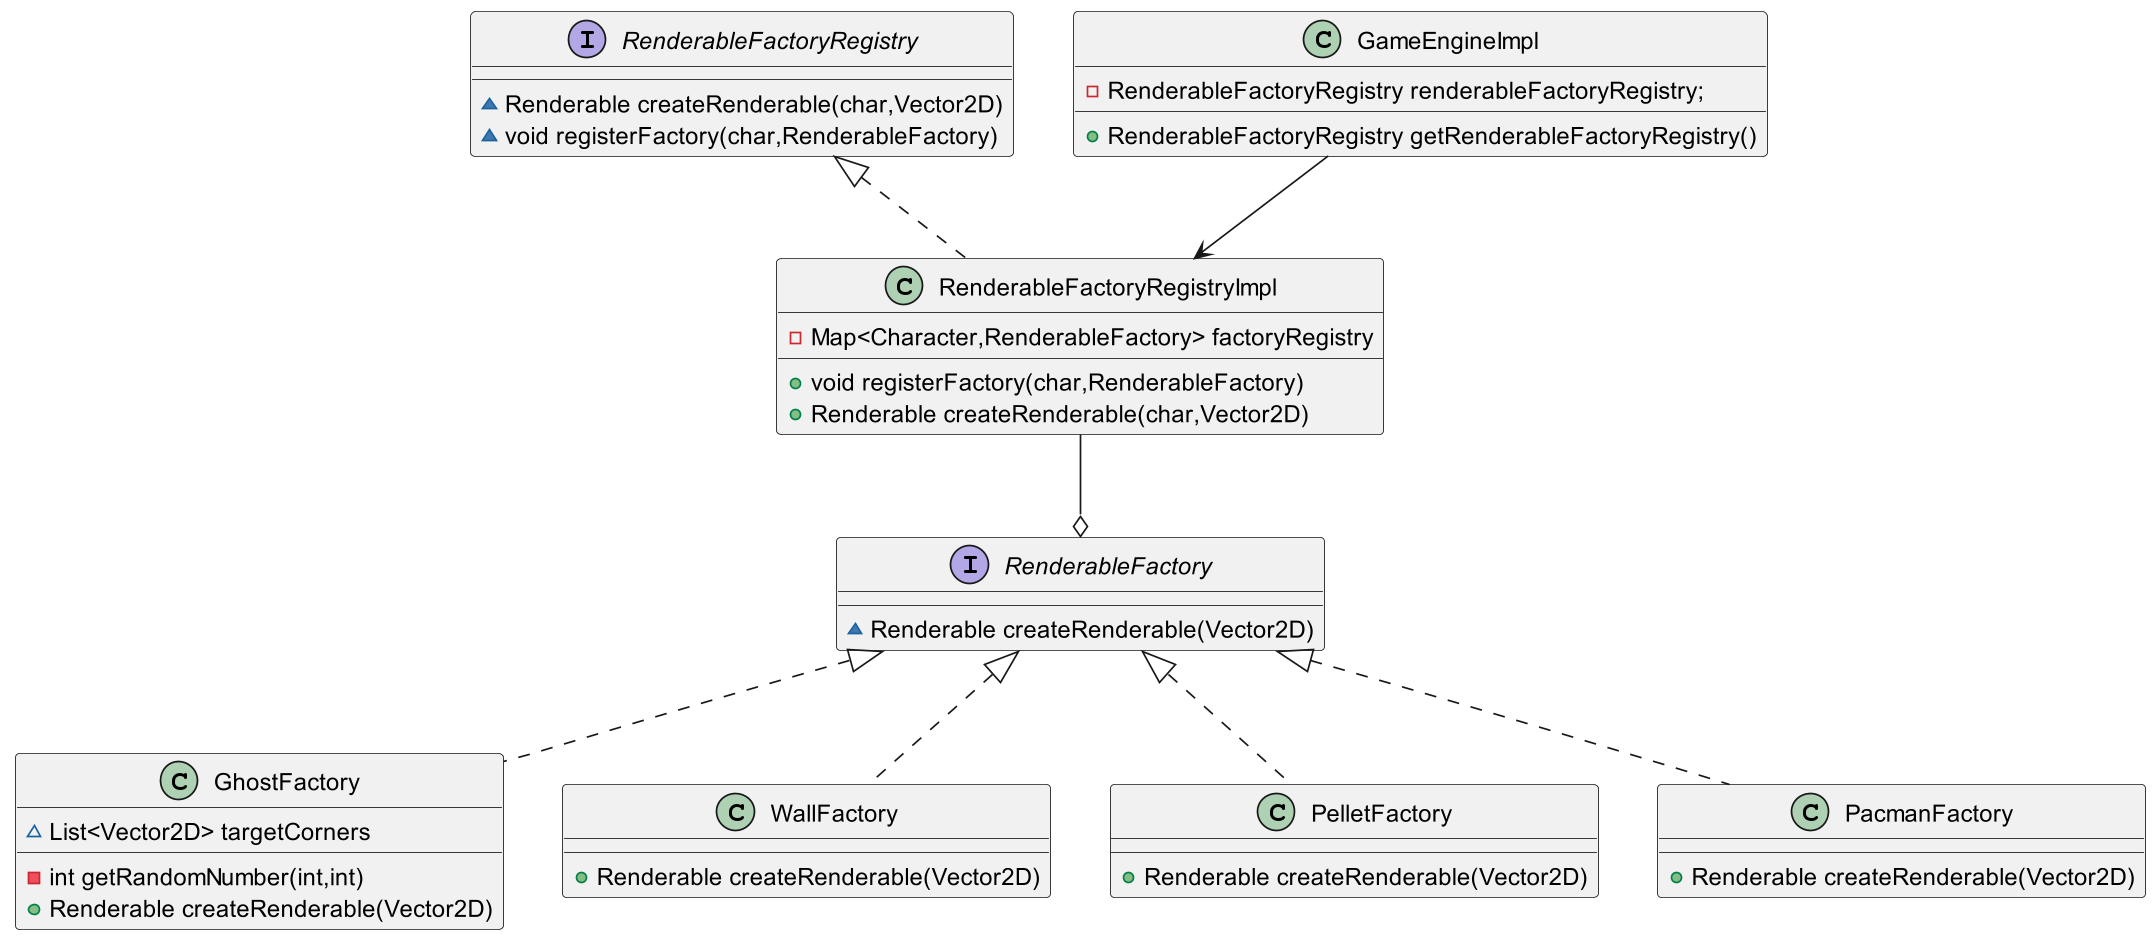 I RenderableFactoryRegistry
Renderable createRenderable(char,Vector2D)
void registerFactory(char,RenderableFactory)
C GameEngineImpl
RenderableFactoryRegistry renderableFactoryRegistry;
RenderableFactoryRegistry getRenderableFactoryRegistry()
C RenderableFactoryRegistryImpl
Map<Character,RenderableFactory> factoryRegistry
void registerFactory(char,RenderableFactory)
Renderable createRenderable(char,Vector2D)
I RenderableFactory
Renderable createRenderable(Vector2D)
C GhostFactory
List<Vector2D> targetCorners
int getRandomNumber(int,int)
Renderable createRenderable(Vector2D)
C WallFactory
Renderable createRenderable(Vector2D)
C PelletFactory
Renderable createRenderable(Vector2D)
C PacmanFactory
Renderable createRenderable(Vector2D)